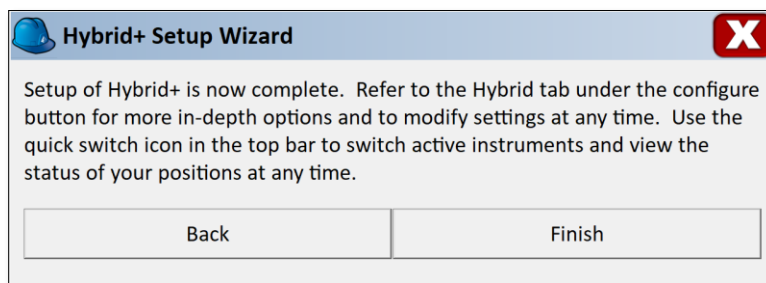 Hybrid+ Setup Wizard
Setup of Hybrid+ is now complete.  Refer to the Hybrid tab under the configure
button for more in-depth options and to modify settings at any time.  Use the
quick switch icon in the top bar to switch active instruments and view the
status of your positions at any time.
Back
Finish